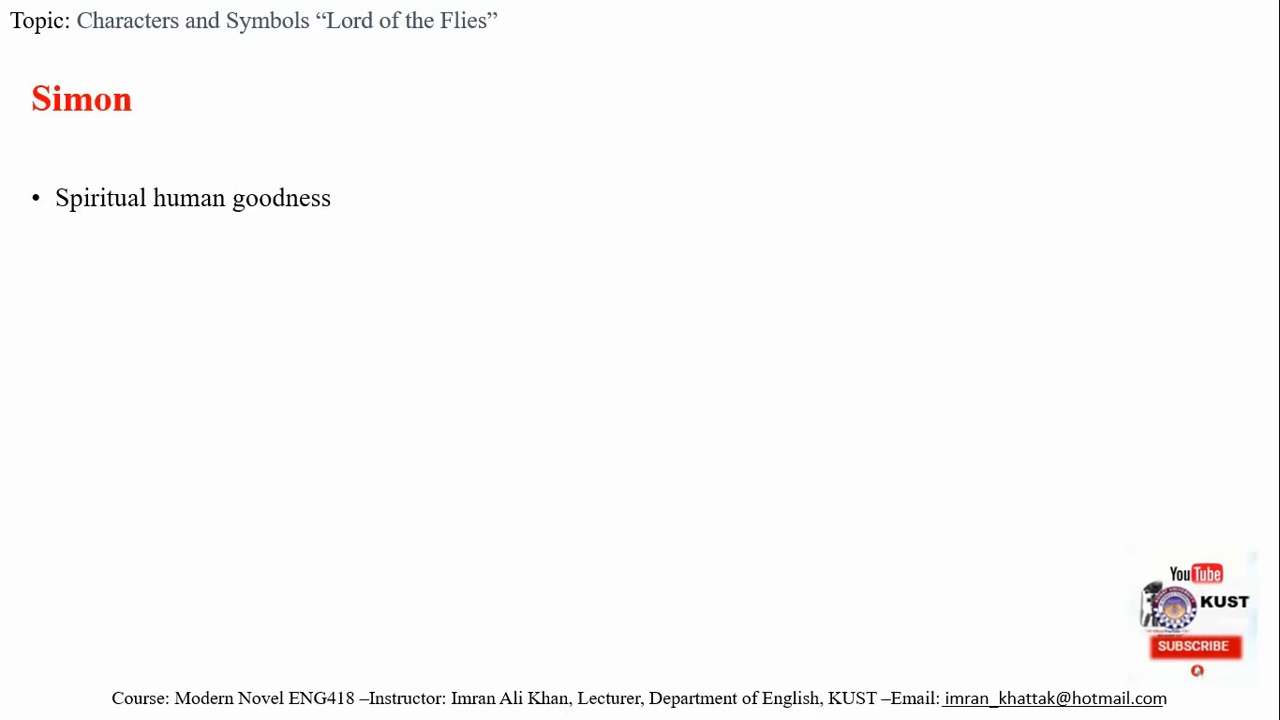 Topic: Characters and Symbols “Lord of the Flies”
Simon
• Spiritual human goodness
YouTube
KUST
SUBSCRIBE
Course: Modern Novel ENG418 –Instructor: Imran Ali Khan, Lecturer, Department of English, KUST –Email: imran_khattak@hotmail.com